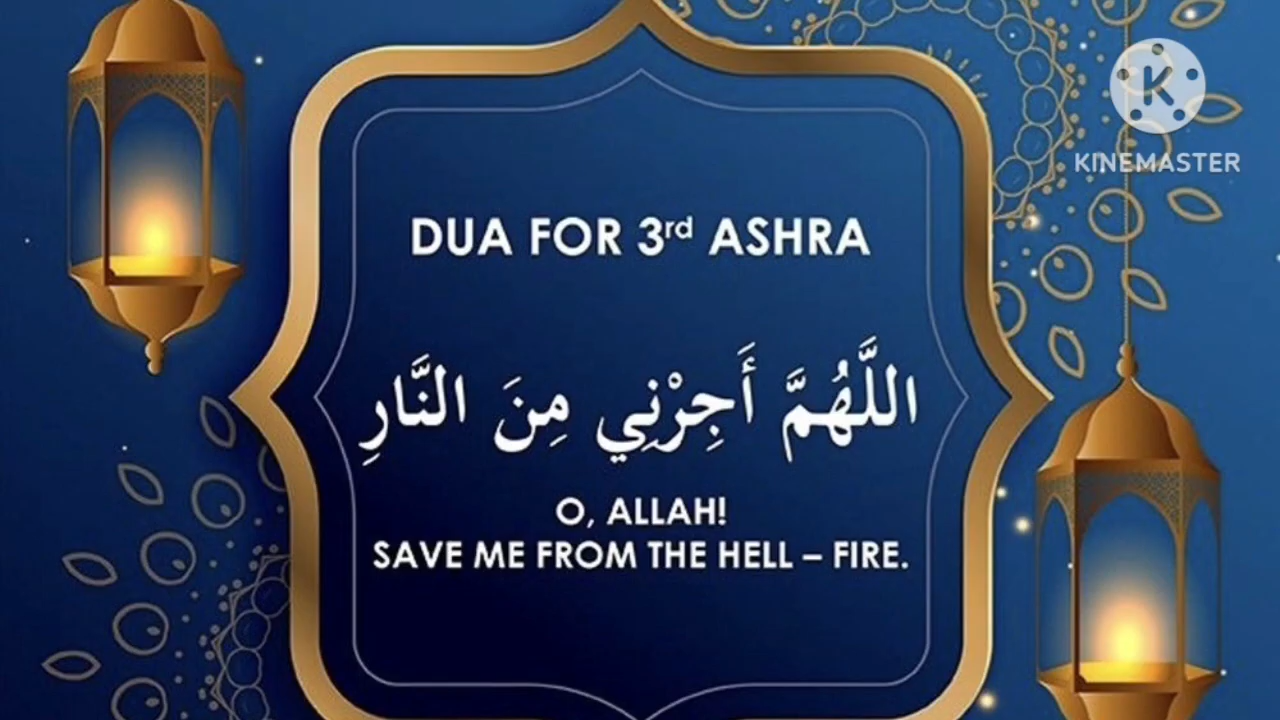 K
KINEMASTER
DUA FOR 3rd ASHRA
اللَّهُمَّ أَجِرْنِي مِنَ النَّارِ
O, ALLAH!
SAVE ME FROM THE HELL – FIRE.